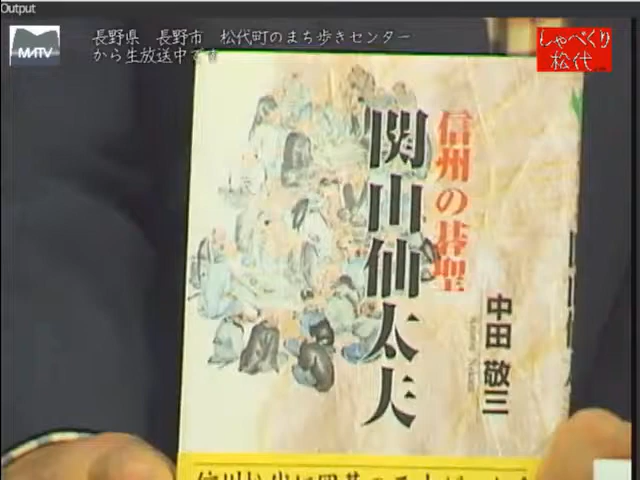 Output
MATV
長野県 長野市 松代町のまち歩きセンター
から生放送中です
しゃべくり
松代
信州の碁聖
関山仙太夫
中田 敬三